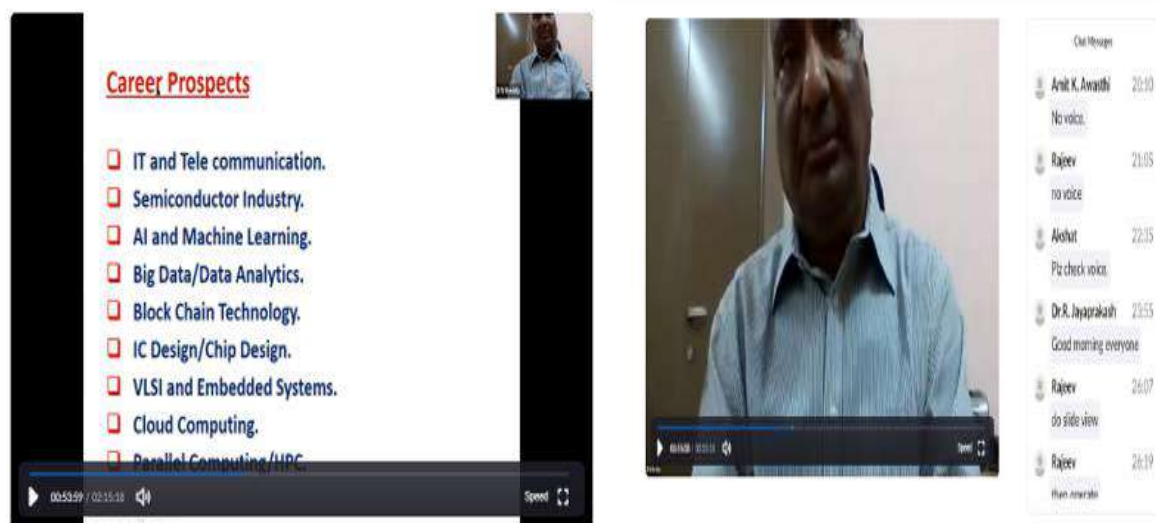 Career Prospects
IT and Tele communication.
Semiconductor Industry.
AI and Machine Learning.
Big Data/Data Analytics.
Block Chain Technology.
IC Design/Chip Design.
VLSI and Embedded Systems.
Cloud Computing.
Parallel Computing/HPC.
00:53:59 / 02:15:18
Speed
Speed
Chat Messages
Amit K. Awasthi 20:10
No voice.
Rajeev 21:05
no voice
Akshat 22:35
Plz check voice.
Dr.R. Jayaprakash 23:55
Good morning everyone
Rajeev 26:07
do slide view
Rajeev 26:19
then operate